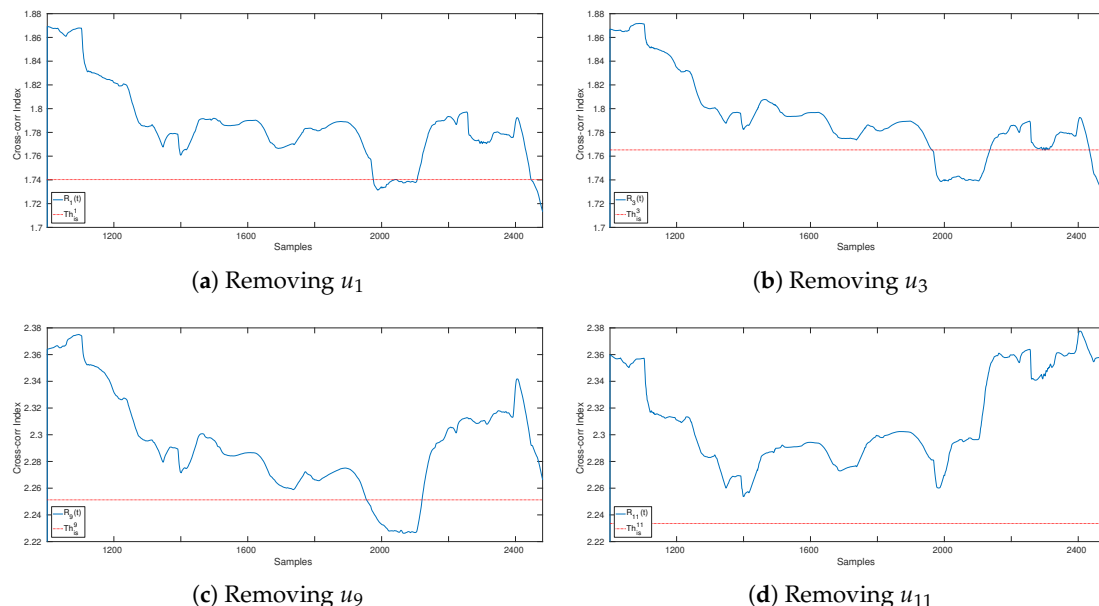 1.88
1.86
1.84
1.82
1.8
1.78
1.76
1.74
1.72
1.7
Cross-corr Index
R1(t)
Th1is
1200 1600 2000 2400
Samples
(a) Removing u1
1.88
1.86
1.84
1.82
1.8
1.78
1.76
1.74
1.72
1.7
Cross-corr Index
R3(t)
Th3is
1200 1600 2000 2400
Samples
(b) Removing u3
2.38
2.36
2.34
2.32
2.3
2.28
2.26
2.24
2.22
Cross-corr Index
R9(t)
Th9is
1200 1600 2000 2400
Samples
(c) Removing u9
2.38
2.36
2.34
2.32
2.3
2.28
2.26
2.24
2.22
Cross-corr Index
R11(t)
Th11is
1200 1600 2000 2400
Samples
(d) Removing u11